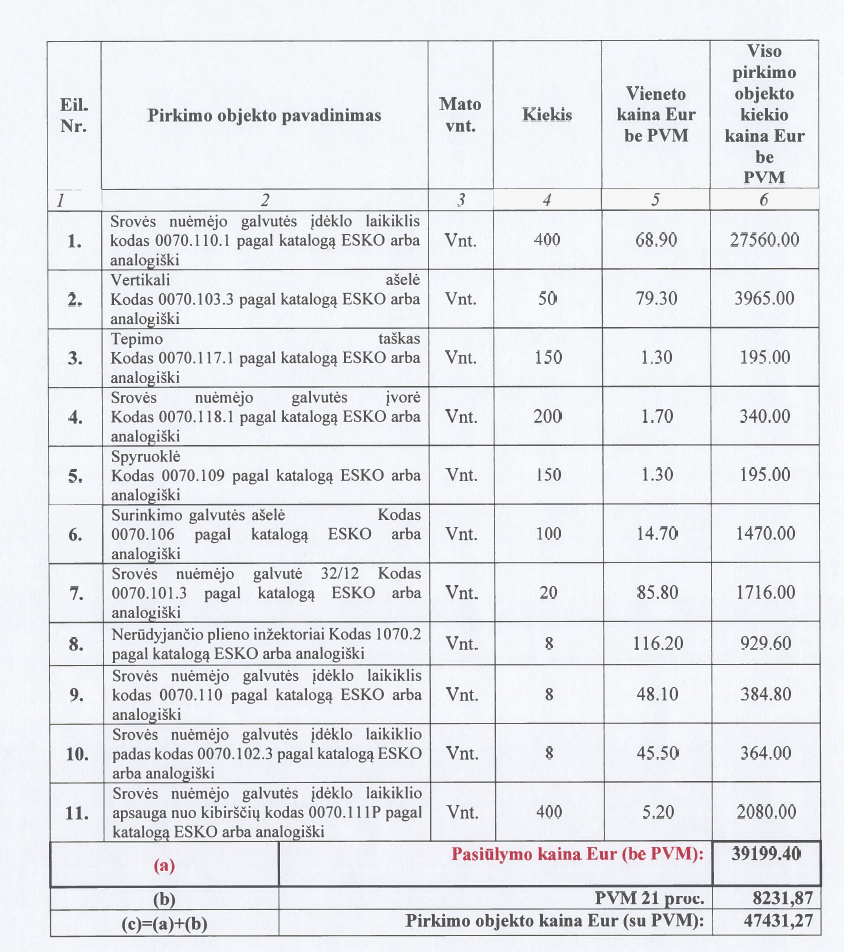 Eil. Nr.
Pirkimo objekto pavadinimas
Mato vnt.
Kiekis
Vieneto kaina Eur be PVM
Viso pirkimo objekto kiekio kaina Eur be PVM
1 2 3 4 5 6
1. Srovės nuėmėjo galvutės įdėklo laikiklis
kodas 0070.110.1 pagal katalogą ESKO arba
analogiški
Vnt. 400 68.90 27560.00
2. Vertikali ašelė
Kodas 0070.103.3 pagal katalogą ESKO arba
analogiški
Vnt. 50 79.30 3965.00
3. Tepimo taškas
Kodas 0070.117.1 pagal katalogą ESKO arba
analogiški
Vnt. 150 1.30 195.00
4. Srovės nuėmėjo galvutės įvorė
Kodas 0070.118.1 pagal katalogą ESKO arba
analogiški
Vnt. 200 1.70 340.00
5. Spyruoklė
Kodas 0070.109 pagal katalogą ESKO arba
analogiški
Vnt. 150 1.30 195.00
6. Surinkimo galvutės ašelė Kodas
0070.106 pagal katalogą ESKO arba
analogiški
Vnt. 100 14.70 1470.00
7. Srovės nuėmėjo galvutė 32/12 Kodas
0070.101.3 pagal katalogą ESKO arba
analogiški
Vnt. 20 85.80 1716.00
8. Nerūdyjančio plieno inžektoriai Kodas 1070.2
pagal katalogą ESKO arba analogiški
Vnt. 8 116.20 929.60
9. Srovės nuėmėjo galvutės įdėklo laikiklis
kodas 0070.110 pagal katalogą ESKO arba
analogiški
Vnt. 8 48.10 384.80
10. Srovės nuėmėjo galvutės įdėklo laikiklio
padas kodas 0070.102.3 pagal katalogą ESKO
arba analogiški
Vnt. 8 45.50 364.00
11. Srovės nuėmėjo galvutės įdėklo laikiklio
apsauga nuo kibirščių kodas 0070.111P pagal
katalogą ESKO arba analogiški
Vnt. 400 5.20 2080.00
(a) Pasiūlymo kaina Eur (be PVM): 39199.40
(b) PVM 21 proc. 8231,87
(c)=(a)+(b) Pirkimo objekto kaina Eur (su PVM): 47431,27